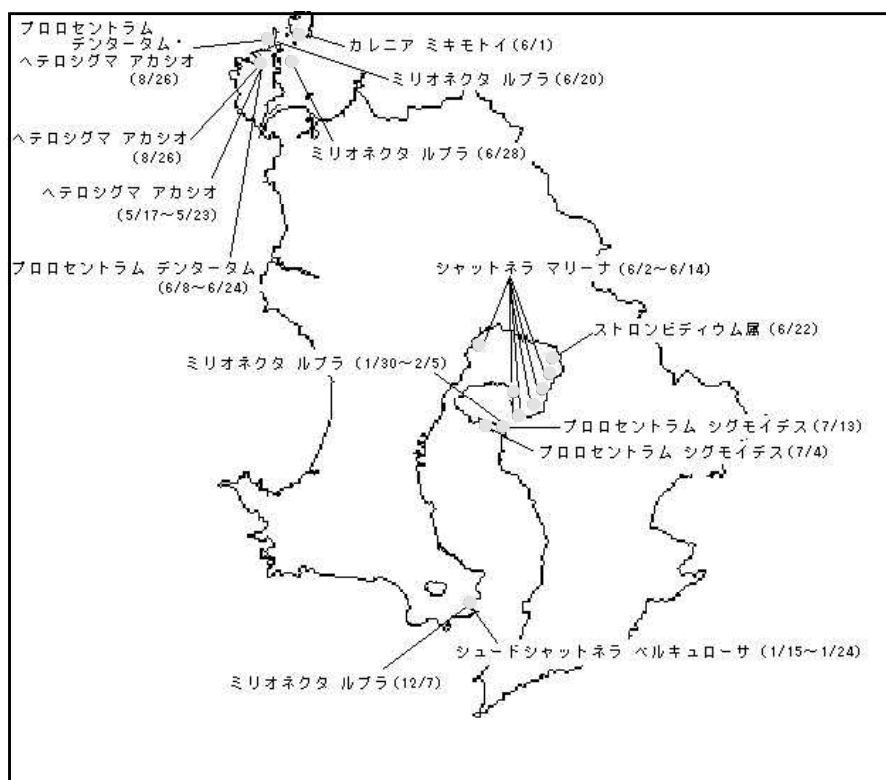 プロロセントラム
デンタータム・
ヘテロシグマ アカシオ
(8/26)
カレニア ミキモトイ(6/1)
ミリオネクタ ルブラ(6/20)
ヘテロシグマ アカシオ
(8/26)
ミリオネクタ ルブラ(6/28)
ヘテロシグマ アカシオ
(5/17～5/23)
プロロセントラム デンタータム
(6/8～6/24)
シャットネラ マリーナ(6/2～6/14)
ストロンビディウム属(6/22)
ミリオネクタ ルブラ(1/30～2/5)
プロロセントラム シグモイデス(7/13)
プロロセントラム シグモイデス(7/4)
シュードシャットネラ ベルキュローサ(1/15～1/24)
ミリオネクタ ルブラ(12/7)